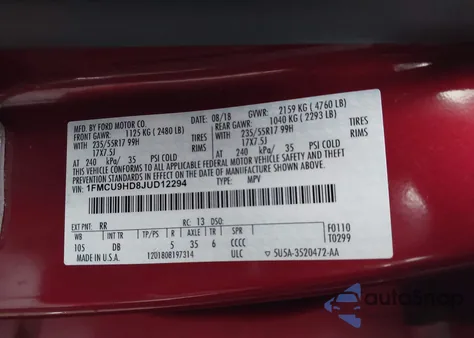 MFD. BY FORD MOTOR CO.
08/18 GVWR: 2159 KG (4760 LB)
FRONT GAWR: REAR GAWR:
1125 KG (2480 LB) 1040 KG (2293 LB)
WITH WITH
235/55R17 99H TIRES 235/55R17 99H TIRES
17X7.5J RIMS 17X7.5J RIMS
AT 240 kPa/ 35 PSI COLD AT 240 kPa/ 35 PSI COLD
THIS VEHICLE CONFORMS TO ALL APPLICABLE FEDERAL MOTOR VEHICLE SAFETY AND THEFT
PREVENTION STANDARDS IN EFFECT ON THE DATE OF MANUFACTURE SHOWN ABOVE.
VIN: 1FMCU9HD8JUD12294
TYPE: MPV
EXT PNT: RR RC: 13 DSO: F0110
WB INT TR TP/PS R AXLE TR SPR T0299
105 DB 5 35 6 CCCC
MADE IN U.S.A. 1201808197314 ULC 5U5A-3520472-AA
autoSnap